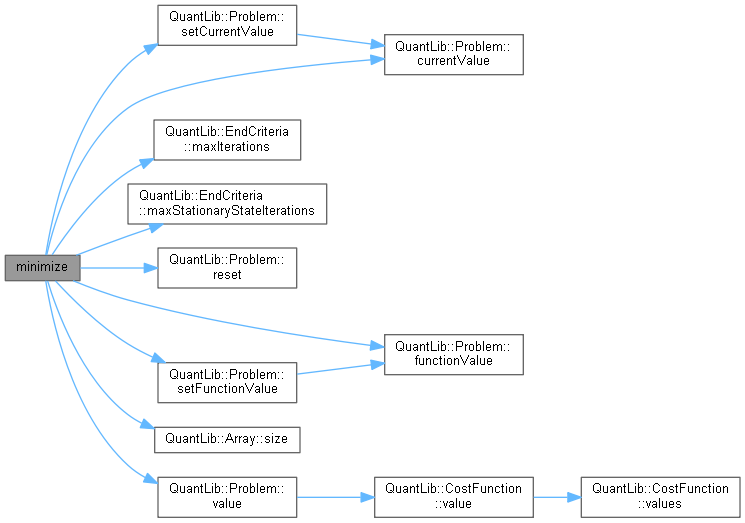 minimize
QuantLib::Problem::
setCurrentValue
QuantLib::Problem::
currentValue
QuantLib::EndCriteria
::maxIterations
QuantLib::EndCriteria
::maxStationaryStateIterations
QuantLib::Problem::
reset
QuantLib::Problem::
functionValue
QuantLib::Problem::
setFunctionValue
QuantLib::Array::size
QuantLib::Problem::
value
QuantLib::CostFunction
::value
QuantLib::CostFunction
::values